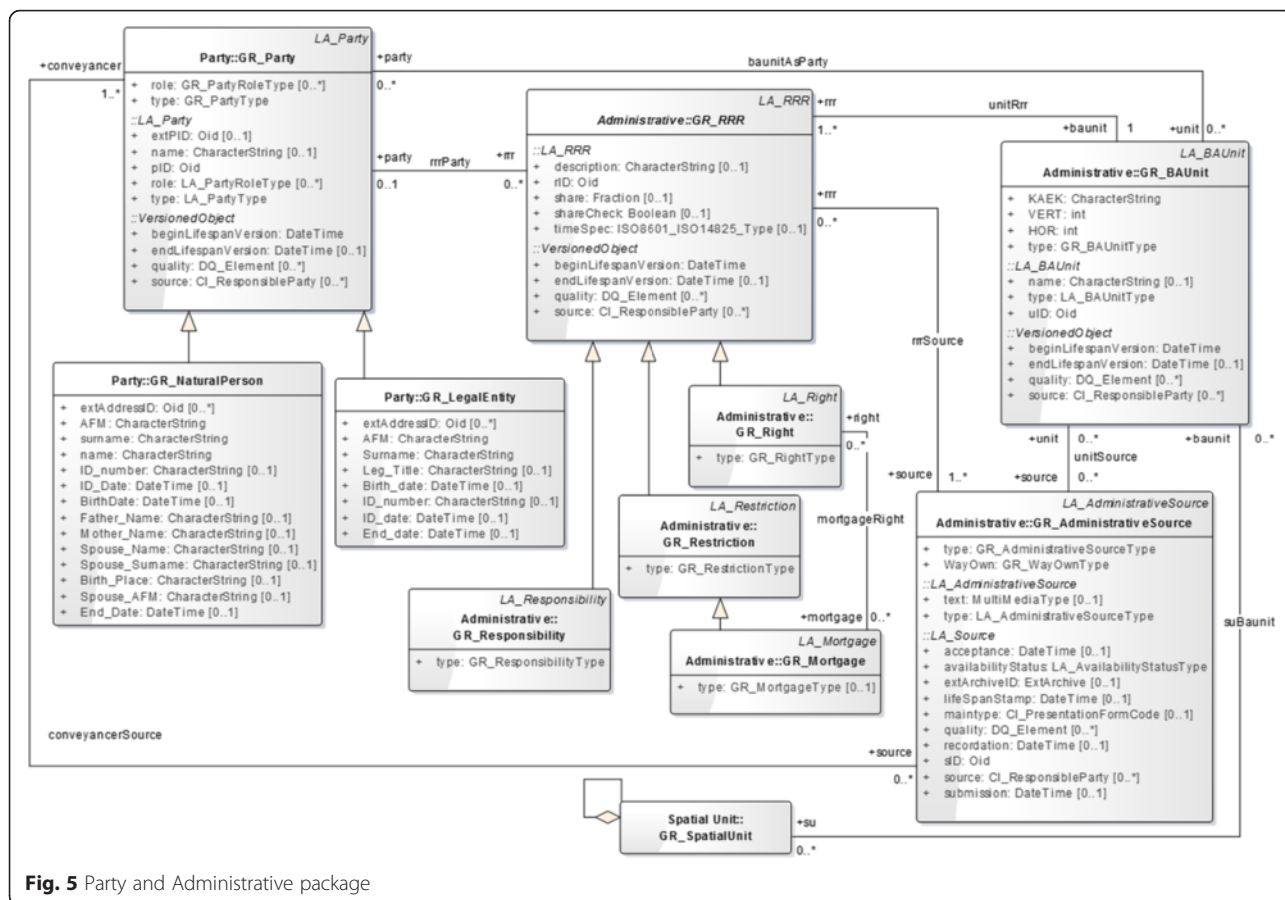 LA_Party
Party::GR_Party
+ role: GR_PartyRoleType [0..*]
+ type: GR_PartyType
::LA_Party
+ extPID: Oid [0..1]
+ name: CharacterString [0..1]
+ pID: Oid
+ role: LA_PartyRoleType [0..*]
+ type: LA_PartyType
::VersionedObject
+ beginLifespanVersion: DateTime
+ endLifespanVersion: DateTime [0..1]
+ quality: DQ_Element [0..*]
+ source: CI_ResponsibleParty [0..*]
+conveyancer
1..*
+party
0..*
baunitAsParty
+unit 0..*
+party
0..1
rrrParty
+rrr
0..*
LA_RRR
Administrative::GR_RRR
::LA_RRR
+ description: CharacterString [0..1]
+ rID: Oid
+ share: Fraction [0..1]
+ shareCheck: Boolean [0..1]
+ timeSpec: ISO8601_ISO14825_Type [0..1]
::VersionedObject
+ beginLifespanVersion: DateTime
+ endLifespanVersion: DateTime [0..1]
+ quality: DQ_Element [0..*]
+ source: CI_ResponsibleParty [0..*]
+rrr
1..*
unitRrr
+baunit 1
+rrr
0..*
rrrSource
LA_BAUnit
Administrative::GR_BAUnit
+ KAEK: CharacterString
+ VERT: int
+ HOR: int
+ type: GR_BAUnitType
::LA_BAUnit
+ name: CharacterString [0..1]
+ type: LA_BAUnitType
+ uID: Oid
::VersionedObject
+ beginLifespanVersion: DateTime
+ endLifespanVersion: DateTime [0..1]
+ quality: DQ_Element [0..*]
+ source: CI_ResponsibleParty [0..*]
Party::GR_NaturalPerson
+ extAddressID: Oid [0..*]
+ AFM: CharacterString
+ surname: CharacterString
+ name: CharacterString
+ ID_number: CharacterString [0..1]
+ ID_Date: DateTime [0..1]
+ BirthDate: DateTime [0..1]
+ Father_Name: CharacterString [0..1]
+ Mother_Name: CharacterString [0..1]
+ Spouse_Name: CharacterString [0..1]
+ Spouse_Surname: CharacterString [0..1]
+ Birth_Place: CharacterString [0..1]
+ Spouse_AFM: CharacterString [0..1]
+ End_Date: DateTime [0..1]
Party::GR_LegalEntity
+ extAddressID: Oid [0..*]
+ AFM: CharacterString
+ Surname: CharacterString
+ Leg_Title: CharacterString [0..1]
+ Birth_date: DateTime [0..1]
+ ID_number: CharacterString [0..1]
+ ID_date: DateTime [0..1]
+ End_date: DateTime [0..1]
LA_Right
Administrative::
GR_Right
+ type: GR_RightType
+right
0..*
mortgageRight
+mortgage 0..*
LA_Restriction
Administrative::
GR_Restriction
+ type: GR_RestrictionType
LA_Responsibility
Administrative::
GR_Responsibility
+ type: GR_ResponsibilityType
LA_Mortgage
Administrative::GR_Mortgage
+ type: GR_MortgageType [0..1]
+unit 0..*
unitSource
+source 0..*
+baunit 0..*
+source 1..*
LA_AdministrativeSource
Administrative::GR_AdministrativeSource
+ type: GR_AdministrativeSourceType
+ WayOwn: GR_WayOwnType
::LA_AdministrativeSource
+ text: MultiMediaType [0..1]
+ type: LA_AdministrativeSourceType
::LA_Source
+ acceptance: DateTime [0..1]
+ availabilityStatus: LA_AvailabilityStatusType
+ extArchiveID: ExtArchive [0..1]
+ lifeSpanStamp: DateTime [0..1]
+ maintype: CI_PresentationFormCode [0..1]
+ quality: DQ_Element [0..*]
+ recordation: DateTime [0..1]
+ sID: Oid
+ source: CI_ResponsibleParty [0..*]
+ submission: DateTime [0..1]
suBaunit
conveyancerSource
+source
0..*
Spatial Unit::
GR_SpatialUnit
+su
0..*
Fig. 5 Party and Administrative package